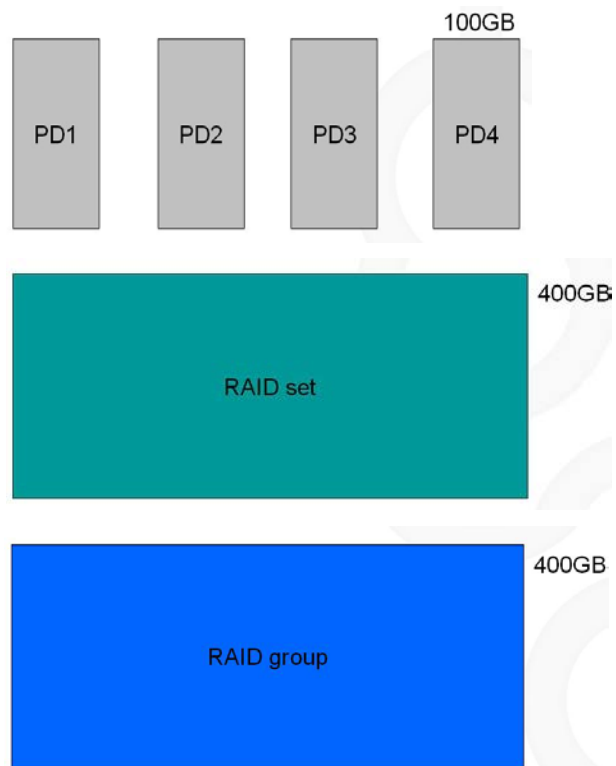 100GB
PD1 PD2 PD3 PD4
400GB
RAID set
400GB
RAID group